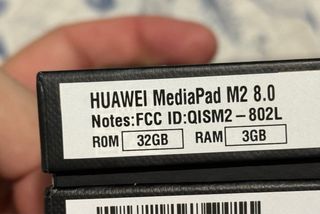 HUAWEI MediaPad M2 8.0
Notes:FCC ID:QISM2-802L
ROM 32GB RAM 3GB